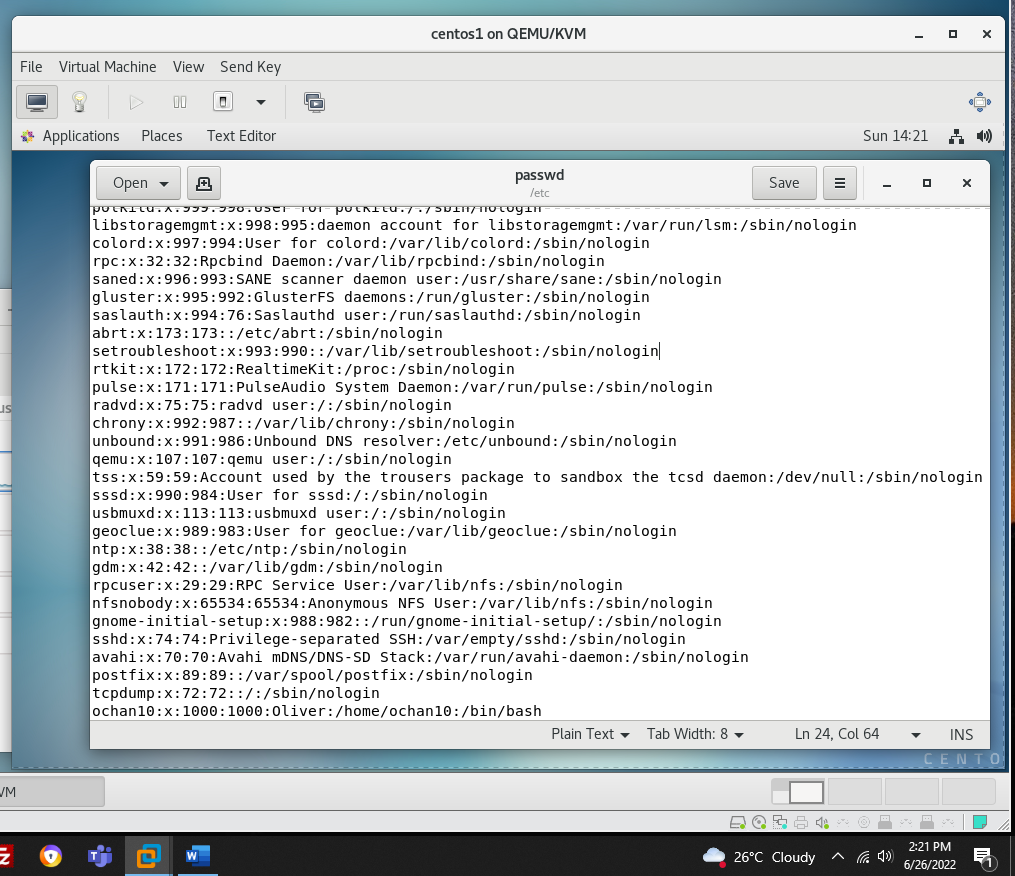 centos1 on QEMU/KVM
File Virtual Machine View Send Key
Applications Places Text Editor Sun 14:21
Open passwd Save
/etc
polkitd:x:999:998:User for polkitd:/:/sbin/nologin
libstoragemgmt:x:998:995:daemon account for libstoragemgmt:/var/run/lsm:/sbin/nologin
colord:x:997:994:User for colord:/var/lib/colord:/sbin/nologin
rpc:x:32:32:Rpcbind Daemon:/var/lib/rpcbind:/sbin/nologin
saned:x:996:993:SANE scanner daemon user:/usr/share/sane:/sbin/nologin
gluster:x:995:992:GlusterFS daemons:/run/gluster:/sbin/nologin
saslauth:x:994:76:Saslauthd user:/run/saslauthd:/sbin/nologin
abrt:x:173:173::/etc/abrt:/sbin/nologin
setroubleshoot:x:993:990::/var/lib/setroubleshoot:/sbin/nologin
rtkit:x:172:172:RealtimeKit:/proc:/sbin/nologin
pulse:x:171:171:PulseAudio System Daemon:/var/run/pulse:/sbin/nologin
radvd:x:75:75:radvd user:/:/sbin/nologin
chrony:x:992:987::/var/lib/chrony:/sbin/nologin
unbound:x:991:986:Unbound DNS resolver:/etc/unbound:/sbin/nologin
qemu:x:107:107:qemu user:/:/sbin/nologin
tss:x:59:59:Account used by the trousers package to sandbox the tcsd daemon:/dev/null:/sbin/nologin
sssd:x:990:984:User for sssd:/:/sbin/nologin
usbmuxd:x:113:113:usbmuxd user:/:/sbin/nologin
geoclue:x:989:983:User for geoclue:/var/lib/geoclue:/sbin/nologin
ntp:x:38:38::/etc/ntp:/sbin/nologin
gdm:x:42:42::/var/lib/gdm:/sbin/nologin
rpcuser:x:29:29:RPC Service User:/var/lib/nfs:/sbin/nologin
nfsnobody:x:65534:65534:Anonymous NFS User:/var/lib/nfs:/sbin/nologin
gnome-initial-setup:x:988:982::/run/gnome-initial-setup/:/sbin/nologin
sshd:x:74:74:Privilege-separated SSH:/var/empty/sshd:/sbin/nologin
avahi:x:70:70:Avahi mDNS/DNS-SD Stack:/var/run/avahi-daemon:/sbin/nologin
postfix:x:89:89::/var/spool/postfix:/sbin/nologin
tcpdump:x:72:72::/:/sbin/nologin
ochan10:x:1000:1000:Oliver:/home/ochan10:/bin/bash
us
Plain Text Tab Width: 8 Ln 24, Col 64 INS
CENTO
VM
26°C Cloudy 2:21 PM
6/26/2022
1